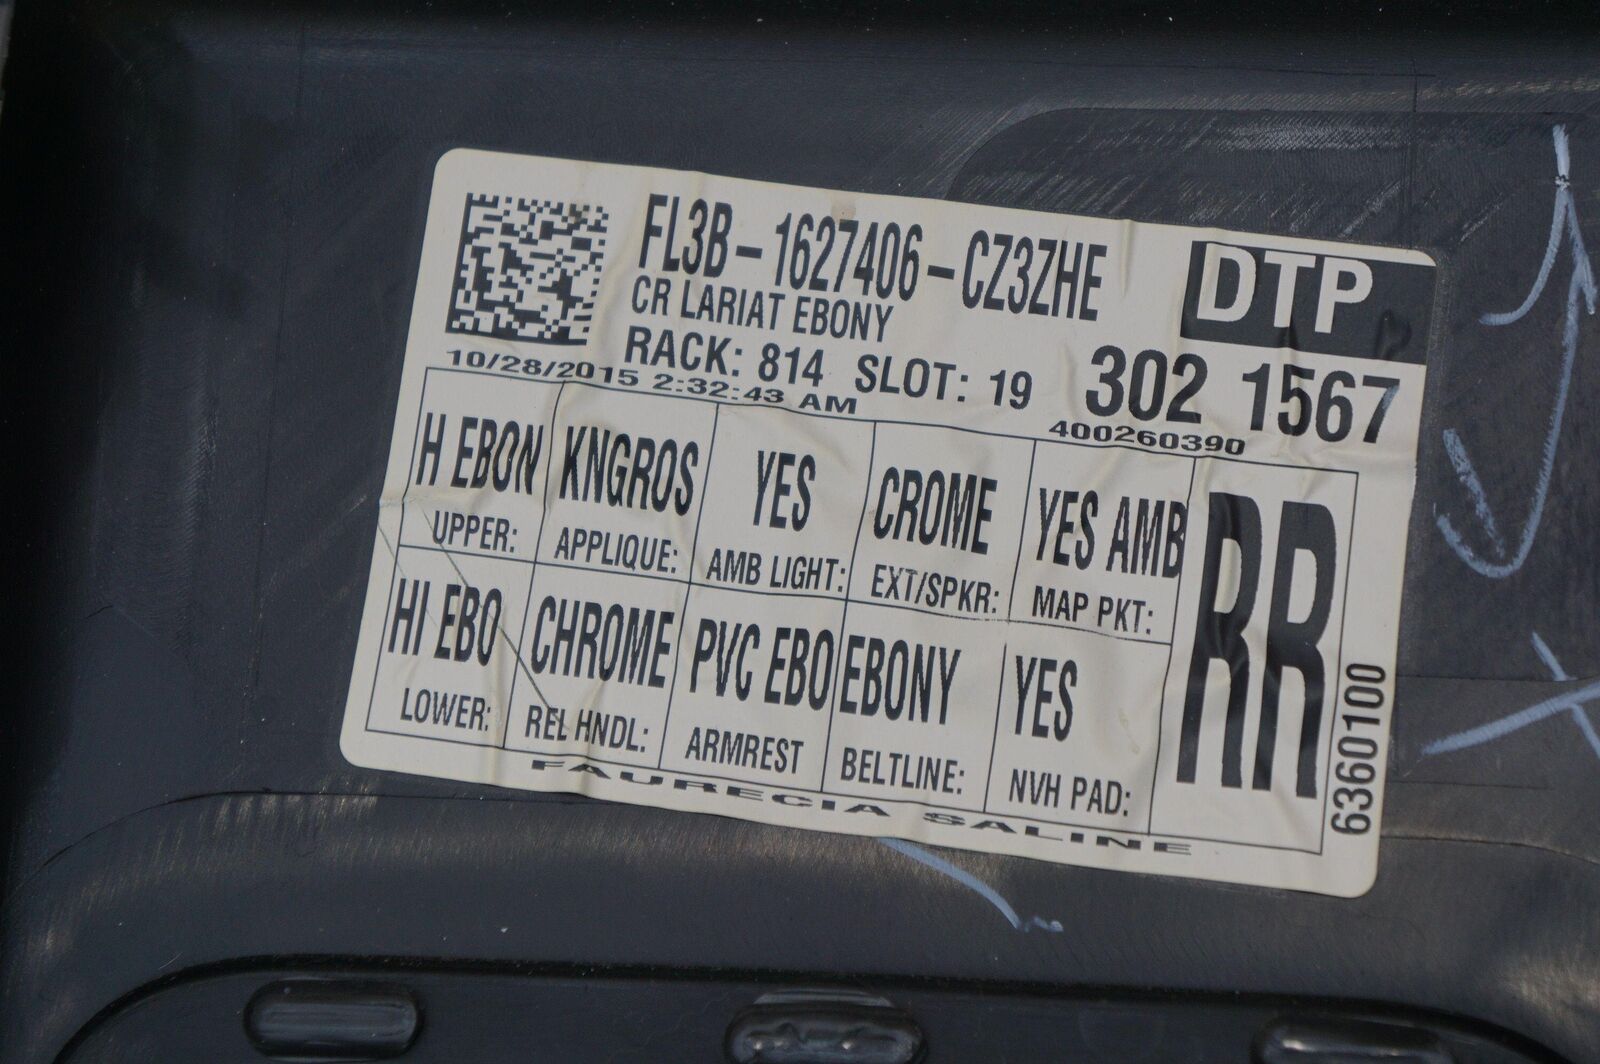 FL3B-1627406-CZ3ZHE
DTP
CR LARIAT EBONY
RACK: 814 SLOT: 19
302 1567
10/28/2015 2:32:43 AM
400260390
H EBON KNGROS YES CROME YES AMB
UPPER: APPLIQUE: AMB LIGHT: EXT/SPKR: MAP PKT:
RR
HI EBO CHROME PVC EBO EBONY YES
LOWER: REL HNDL: ARMREST BELTLINE: NVH PAD:
6360100
FAURECIA SALINE